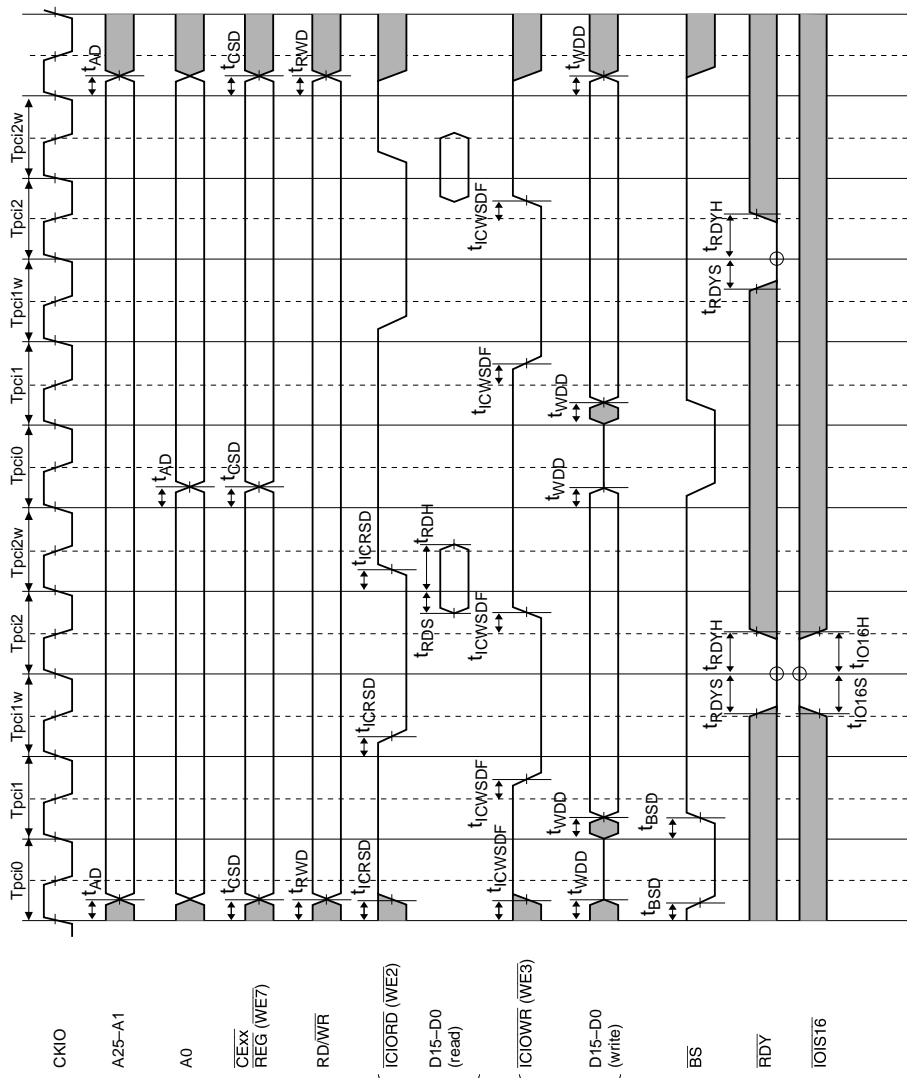 Tpci0 Tpci1 Tpci1w Tpci2 Tpci2w Tpci0 Tpci1 Tpci1w Tpci2 Tpci2w
CKIO
tAD tAD
A25–A1
tAD
A0
tCSD tCSD tCSD
CExx
REG (WE7)
tRWD tRWD
RD/WR
tICRSD tICRSD tICRSD
ICIORD (WE2)
tRDS tRDH
D15–D0
(read)
tICWSDF tICWSDF tICWSDF tICWSDF tICWSDF
ICIOWR (WE3)
tWDD tWDD tWDD tWDD tWDD
D15–D0
(write)
tBSD tBSD
BS
tRDYS tRDYH tRDYS tRDYH
RDY
IOIS16
tIO16S tIO16H